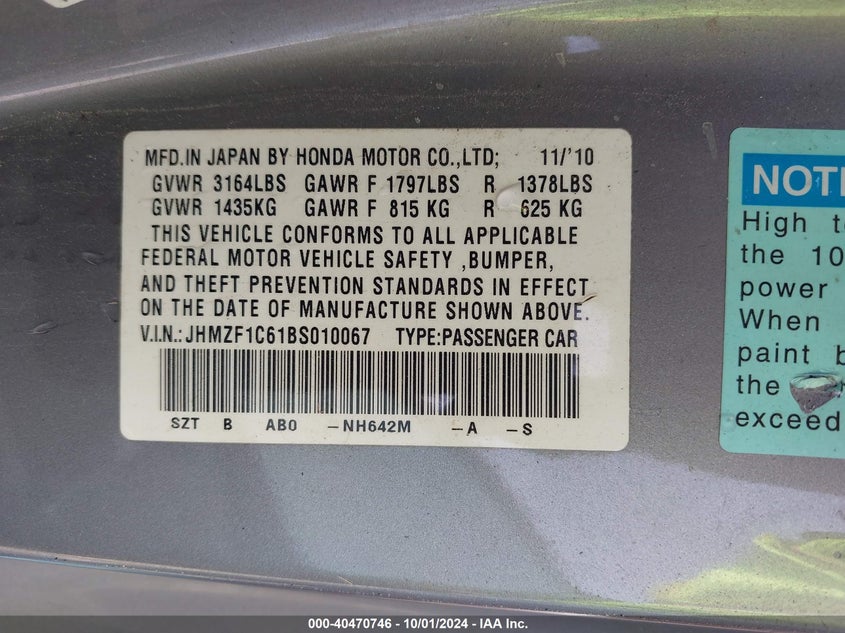 MFD.IN JAPAN BY HONDA MOTOR CO.,LTD; 11/'10
GVWR 3164LBS GAWR F 1797LBS R 1378LBS
GVWR 1435KG GAWR F 815 KG R 625 KG
THIS VEHICLE CONFORMS TO ALL APPLICABLE
FEDERAL MOTOR VEHICLE SAFETY ,BUMPER,
AND THEFT PREVENTION STANDARDS IN EFFECT
ON THE DATE OF MANUFACTURE SHOWN ABOVE.
V.I.N.:JHMZF1C61BS010067 TYPE:PASSENGER CAR
SZT B AB0 -NH642M -A -S
NOTI
High t
the 10
power
When
paint b
the
exceed
000-40470746 - 10/01/2024 - IAA Inc.